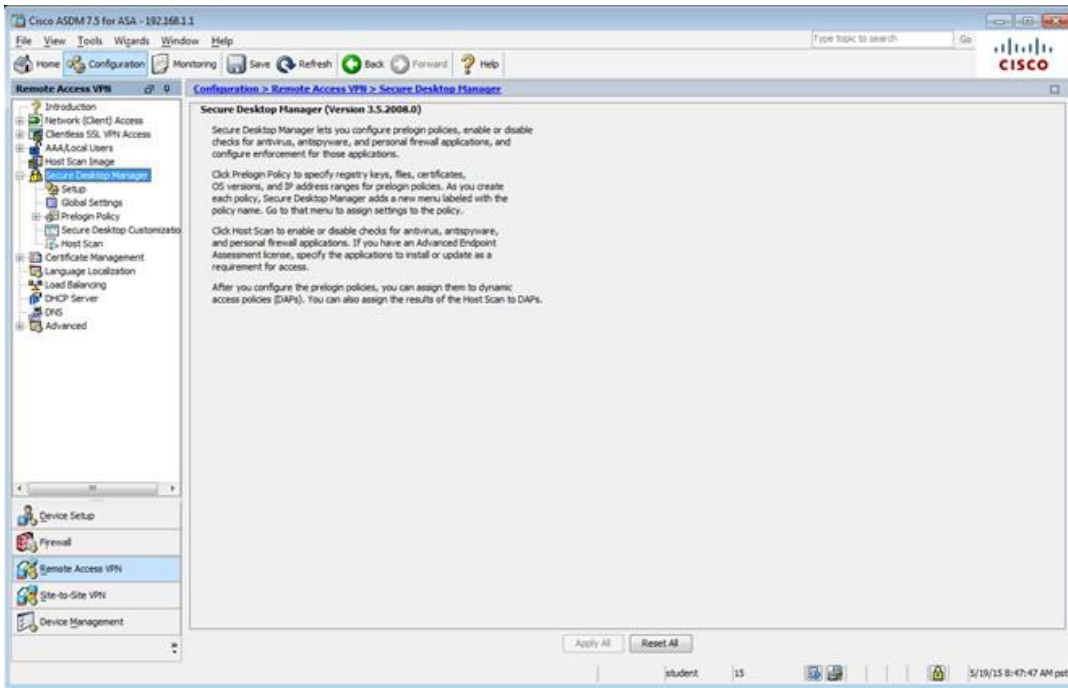 Cisco ASDM 7.5 for ASA - 192.168.1.1
File View Tools Wizards Window Help
Type topic to search Go
Home Configuration Monitoring Save Refresh Back Forward Help
CISCO
Remote Access VPN
Introduction
Network (Client) Access
Clientless SSL VPN Access
AAA/Local Users
Host Scan Image
Secure Desktop Manager
Setup
Global Settings
Prelogin Policy
Secure Desktop Customizatio
Host Scan
Certificate Management
Language Localization
Load Balancing
DHCP Server
DNS
Advanced
Device Setup
Firewall
Remote Access VPN
Site-to-Site VPN
Device Management
Configuration > Remote Access VPN > Secure Desktop Manager
Secure Desktop Manager (Version 3.5.2008.0)
Secure Desktop Manager lets you configure prelogin policies, enable or disable
checks for antivirus, antispyware, and personal firewall applications, and
configure enforcement for those applications.
Click Prelogin Policy to specify registry keys, files, certificates,
OS versions, and IP address ranges for prelogin policies. As you create
each policy, Secure Desktop Manager adds a new menu labeled with the
policy name. Go to that menu to assign settings to the policy.
Click Host Scan to enable or disable checks for antivirus, antispyware,
and personal firewall applications. If you have an Advanced Endpoint
Assessment license, specify the applications to install or update as a
requirement for access.
After you configure the prelogin policies, you can assign them to dynamic
access policies (DAPs). You can also assign the results of the Host Scan to DAPs.
Apply All Reset All
student 15 5/19/15 8:47:47 AM pst